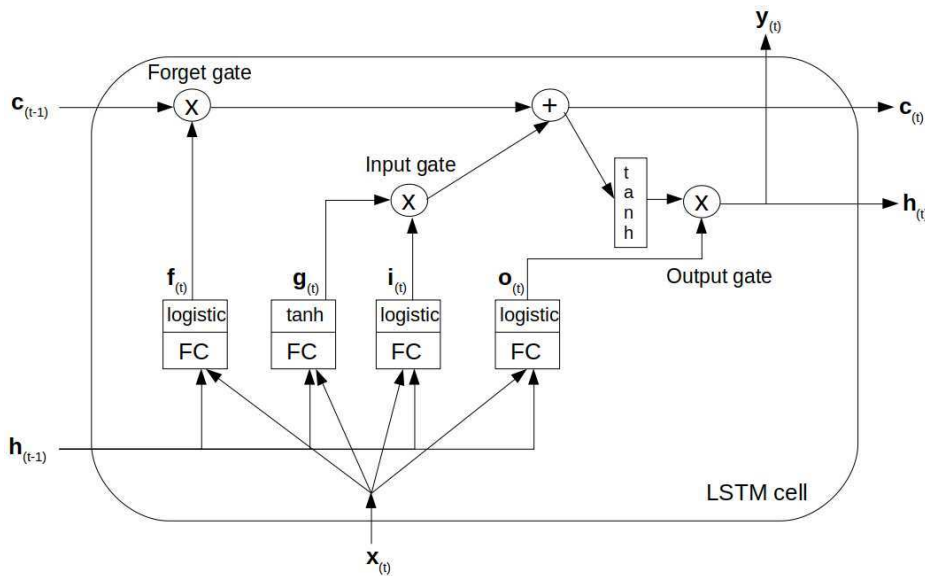 y(t)
Forget gate
c(t-1)
X
+
c(t)
Input gate
t
a
n
h
X
X
h(t)
f(t)
g(t)
i(t)
o(t)
Output gate
logistic
tanh
logistic
logistic
FC
FC
FC
FC
h(t-1)
LSTM cell
x(t)